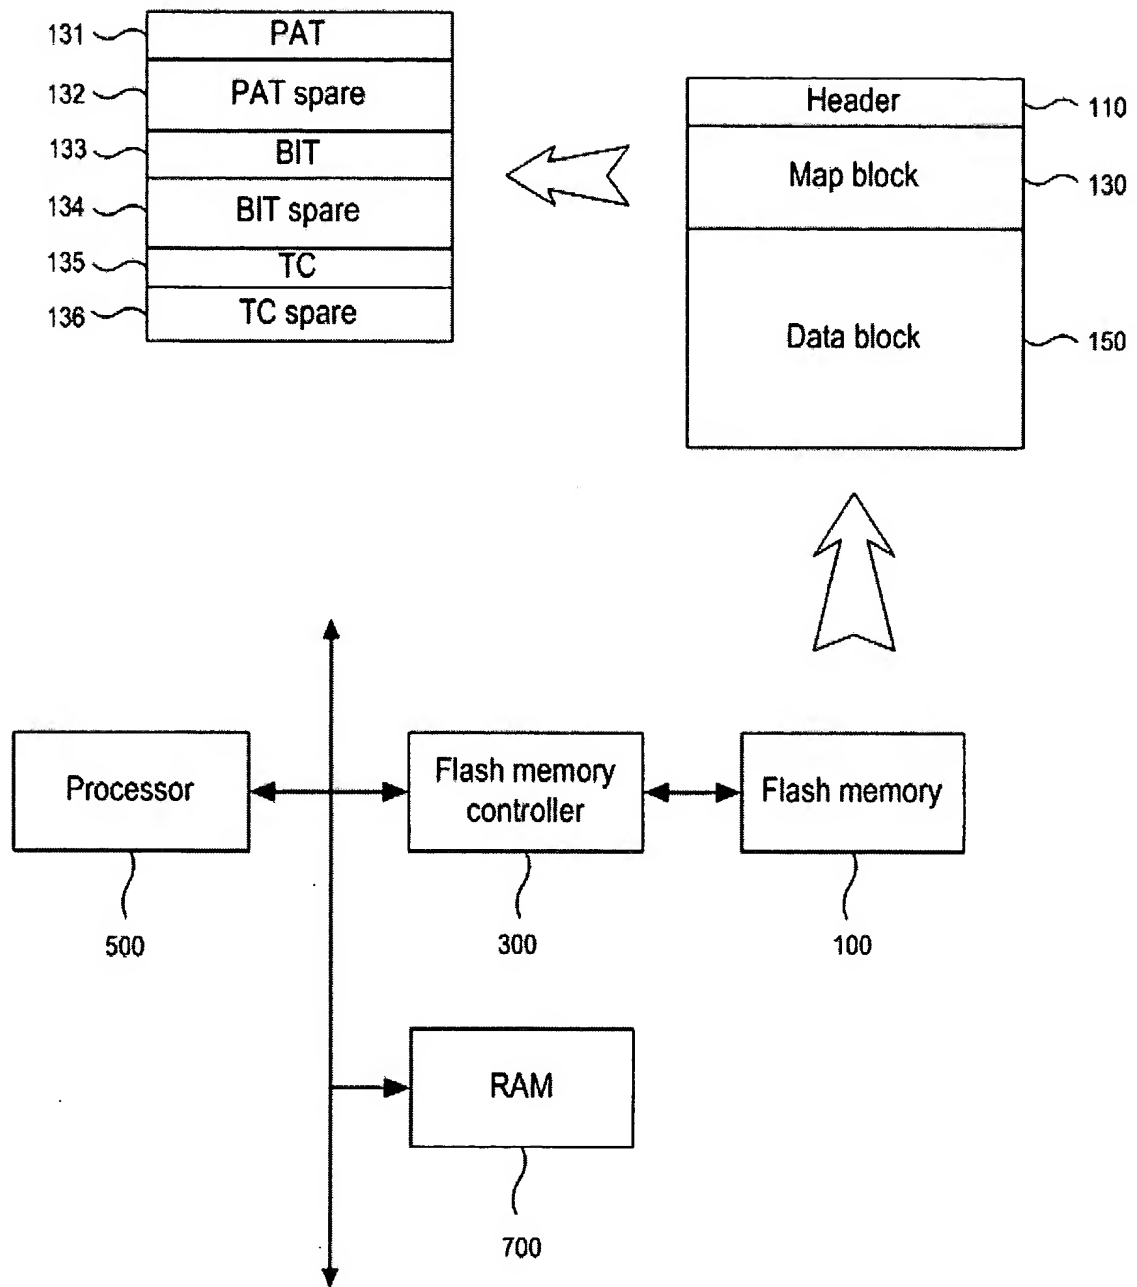 131
PAT
132
PAT spare
133
BIT
134
BIT spare
135
TC
136
TC spare
Header
110
Map block
130
Data block
150
Processor
500
Flash memory
controller
300
Flash memory
100
RAM
700